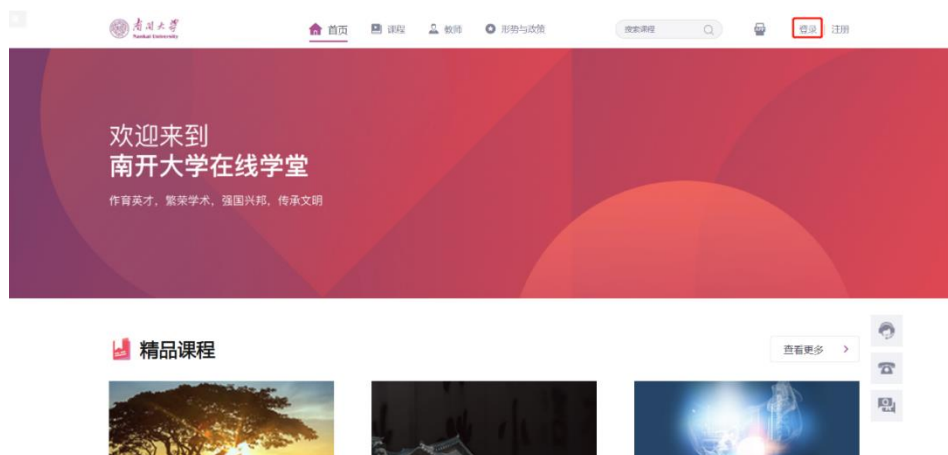 南开大学
Nankai University
首页
课程
教师
形势与政策
搜索课程
登录
注册
欢迎来到
南开大学在线学堂
作育英才，繁荣学术，强国兴邦，传承文明
精品课程
查看更多